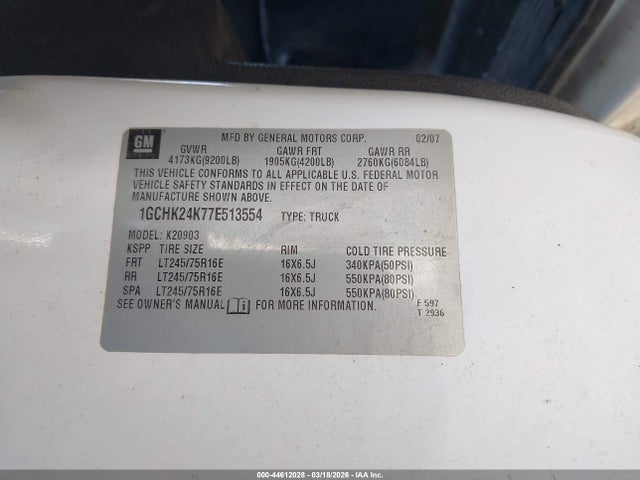 GM
MFD BY GENERAL MOTORS CORP. 02/07
GVWR GAWR FRT GAWR RR
4173KG(9200LB) 1905KG(4200LB) 2760KG(6084LB)
THIS VEHICLE CONFORMS TO ALL APPLICABLE U.S. FEDERAL MOTOR
VEHICLE SAFETY STANDARDS IN EFFECT ON THE DATE OF
MANUFACTURE SHOWN ABOVE.
1GCHK24K77E513554 TYPE: TRUCK
MODEL: K20903
KSPP TIRE SIZE RIM COLD TIRE PRESSURE
FRT LT245/75R16E 16X6.5J 340KPA(50PSI)
RR LT245/75R16E 16X6.5J 550KPA(80PSI)
SPA LT245/75R16E 16X6.5J 550KPA(80PSI)
SEE OWNER'S MANUAL FOR MORE INFORMATION.
F 597
T 2936
000-44612028 - 03/18/2026 - IAA Corp.